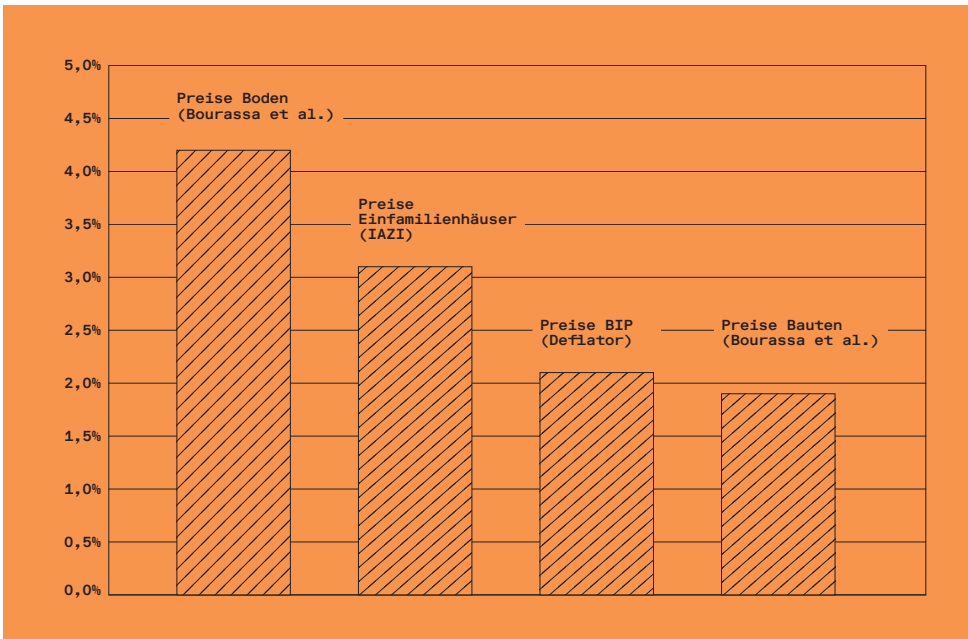 5,0%
Preise Boden
(Bourassa et al.)
4,5%
4,0%
Preise
Einfamilienhäuser
(IAZI)
3,5%
3,0%
Preise BIP
(Deflator)
Preise Bauten
(Bourassa et al.)
2,5%
2,0%
1,5%
1,0%
0,5%
0,0%